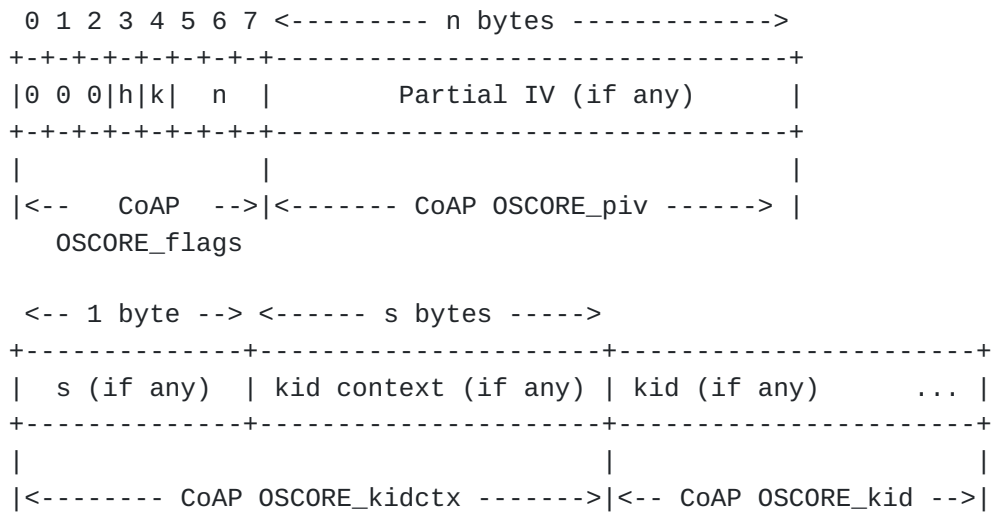 0 1 2 3 4 5 6 7 <--------- n bytes ------------->
+-+-+-+-+-+-+-+-+---------------------------------+
|0 0 0|h|k|  n  |        Partial IV (if any)      |
+-+-+-+-+-+-+-+-+---------------------------------+
|               |                                 |
|<--   CoAP  -->|<------- CoAP OSCORE_piv ------> |
   OSCORE_flags

 <-- 1 byte --> <------ s bytes ----->
+--------------+----------------------+-----------------------+
|  s (if any)  | kid context (if any) | kid (if any)      ... |
+--------------+----------------------+-----------------------+
|                                     |                       |
|<-------- CoAP OSCORE_kidctx ------->|<-- CoAP OSCORE_kid -->|